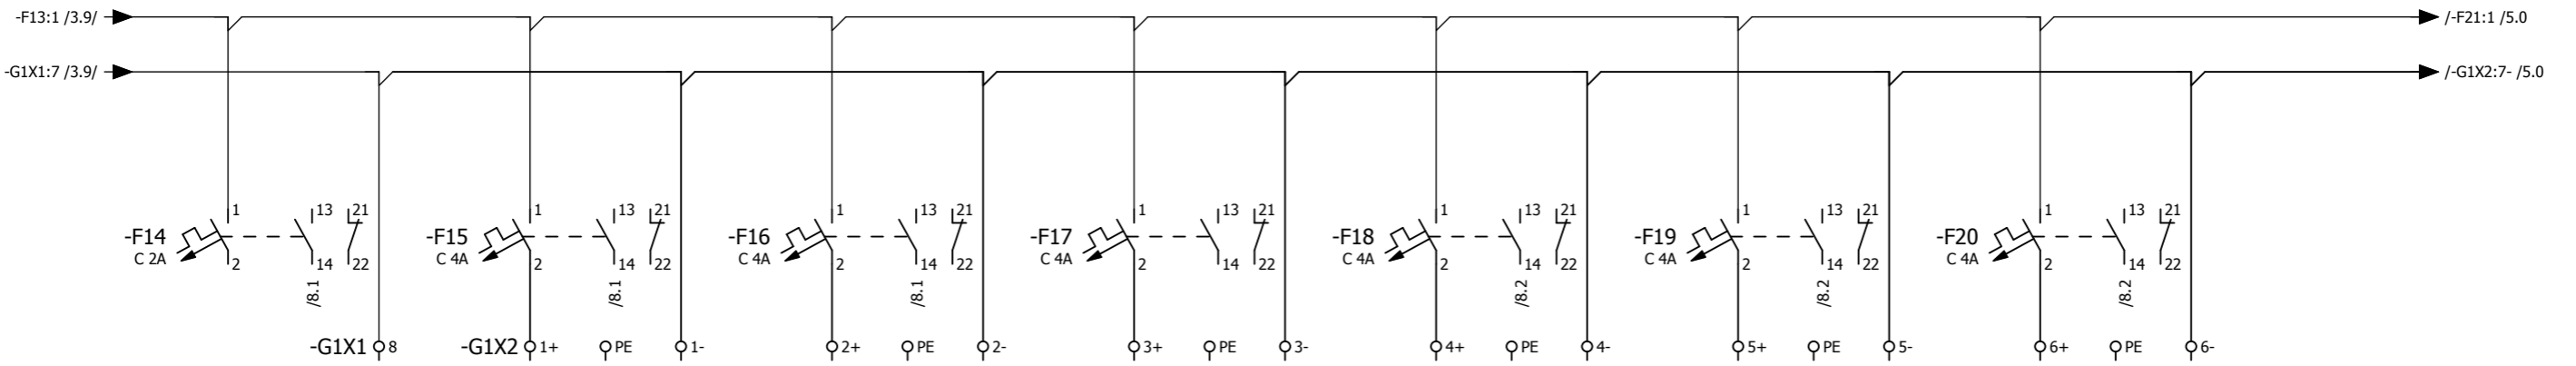 -F13:1 /3.9/
/-F21:1 /5.0
-G1X1:7 /3.9/
/-G1X2:7- /5.0
-F14
C 2A
1
2
13
14
21
22
/8.1
-F15
C 4A
1
2
13
14
21
22
/8.1
-F16
C 4A
1
2
13
14
21
22
/8.1
-F17
C 4A
1
2
13
14
21
22
-F18
C 4A
1
2
13
14
21
22
/8.2
-F19
C 4A
1
2
13
14
21
22
/8.2
-F20
C 4A
1
2
13
14
21
22
/8.2
-G1X1 8
-G1X2 1+ PE 1- 2+ PE 2- 3+ PE 3- 4+ PE 4- 5+ PE 5- 6+ PE 6-